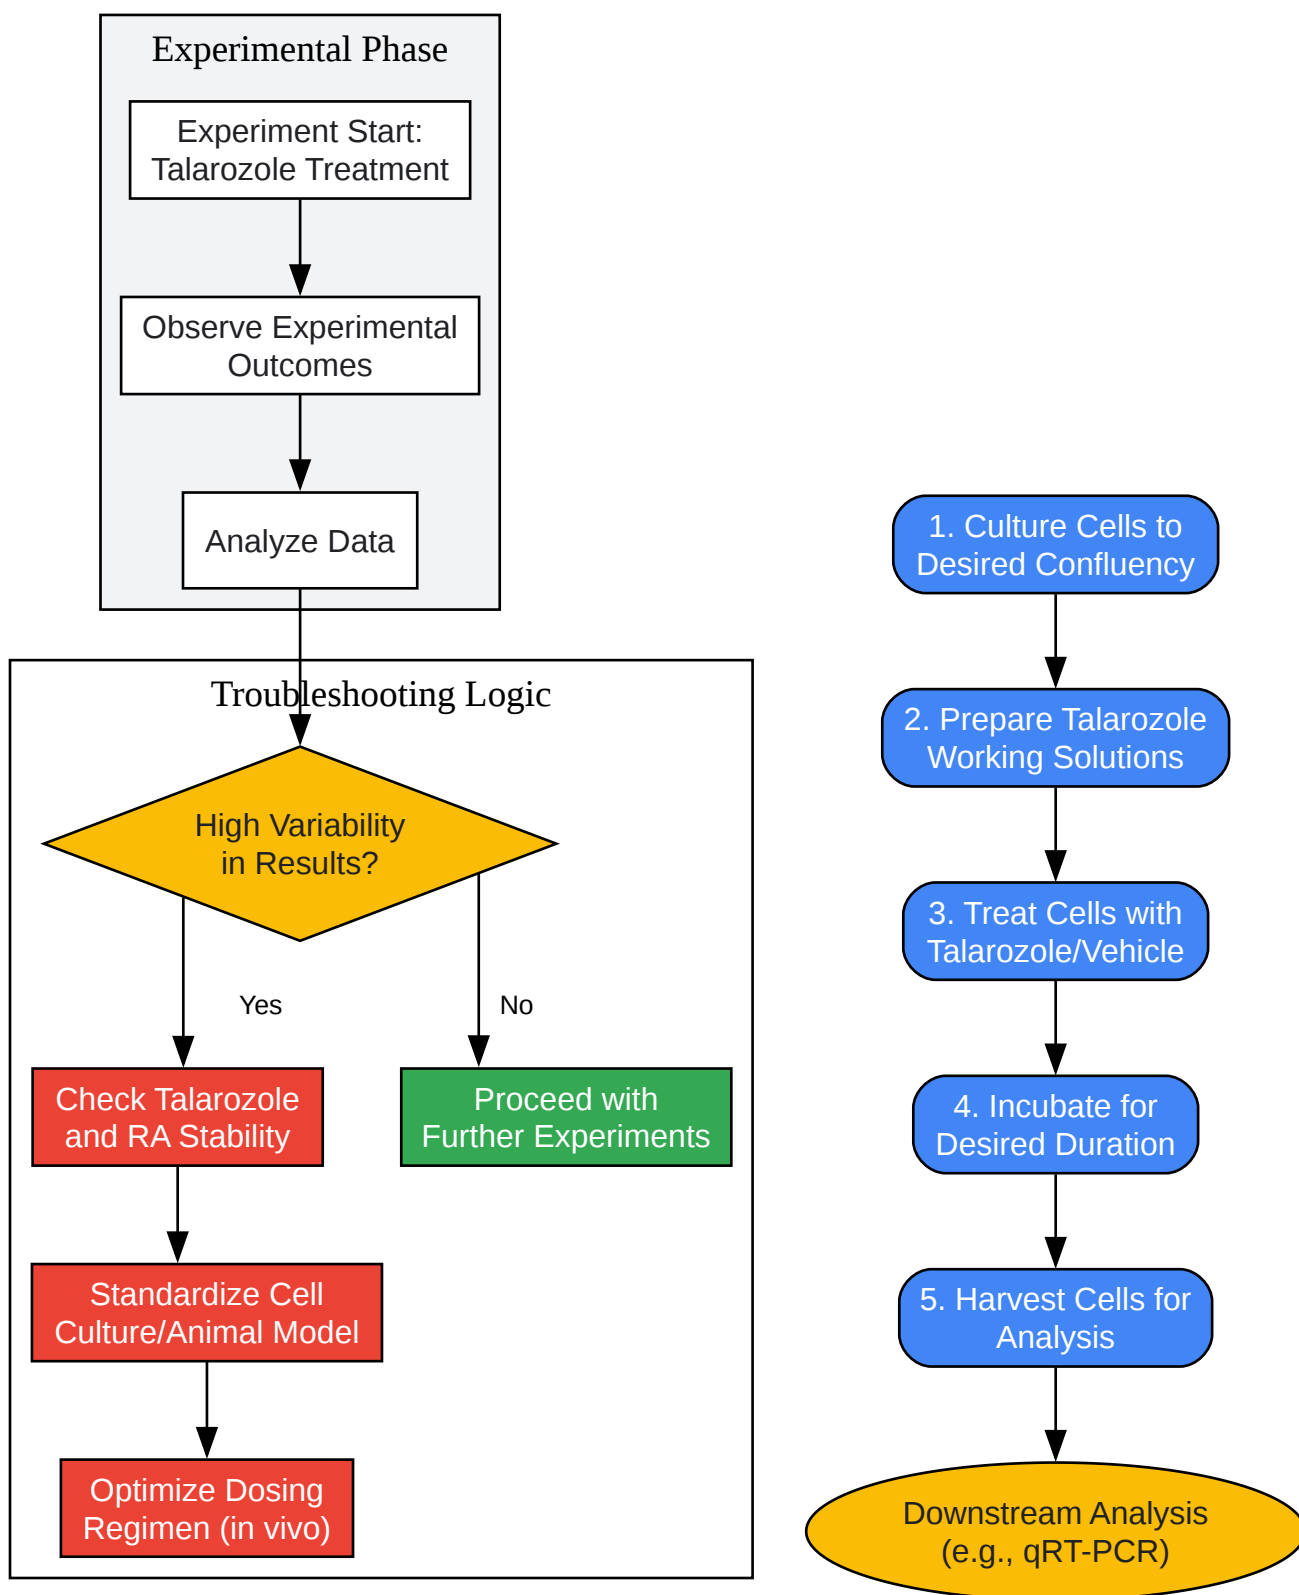 Experimental Phase
Experiment Start:
Talarozole Treatment
Observe Experimental
Outcomes
Analyze Data
Troubleshooting Logic
High Variability
in Results?
Yes
No
Check Talarozole
and RA Stability
Proceed with
Further Experiments
Standardize Cell
Culture/Animal Model
Optimize Dosing
Regimen (in vivo)
1. Culture Cells to
Desired Confluency
2. Prepare Talarozole
Working Solutions
3. Treat Cells with
Talarozole/Vehicle
4. Incubate for
Desired Duration
5. Harvest Cells for
Analysis
Downstream Analysis
(e.g., qRT-PCR)